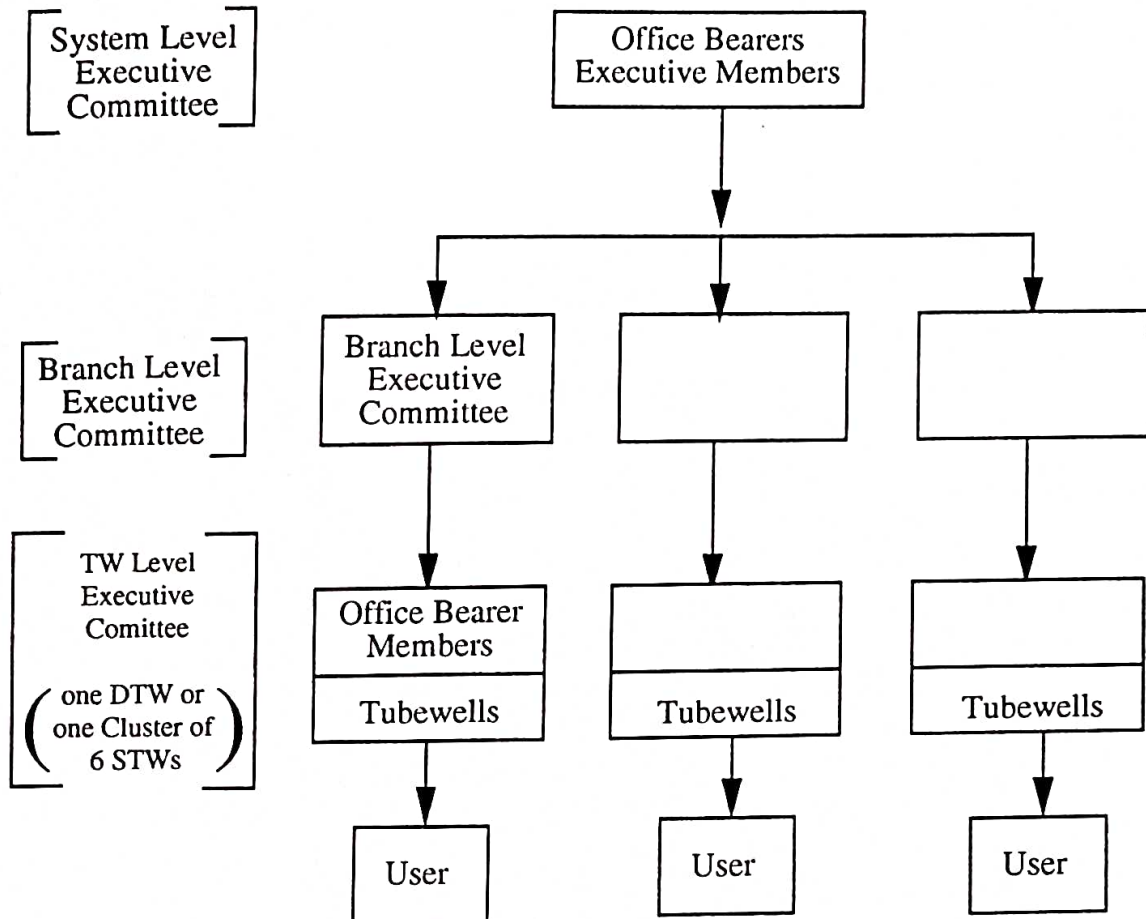 System Level
Executive
Committee
Office Bearers
Executive Members
Branch Level
Executive
Committee
Branch Level
Executive
Committee
TW Level
Executive
Comittee
one DTW or
one Cluster of
6 STWs
Office Bearer
Members
Tubewells
Tubewells
Tubewells
User
User
User